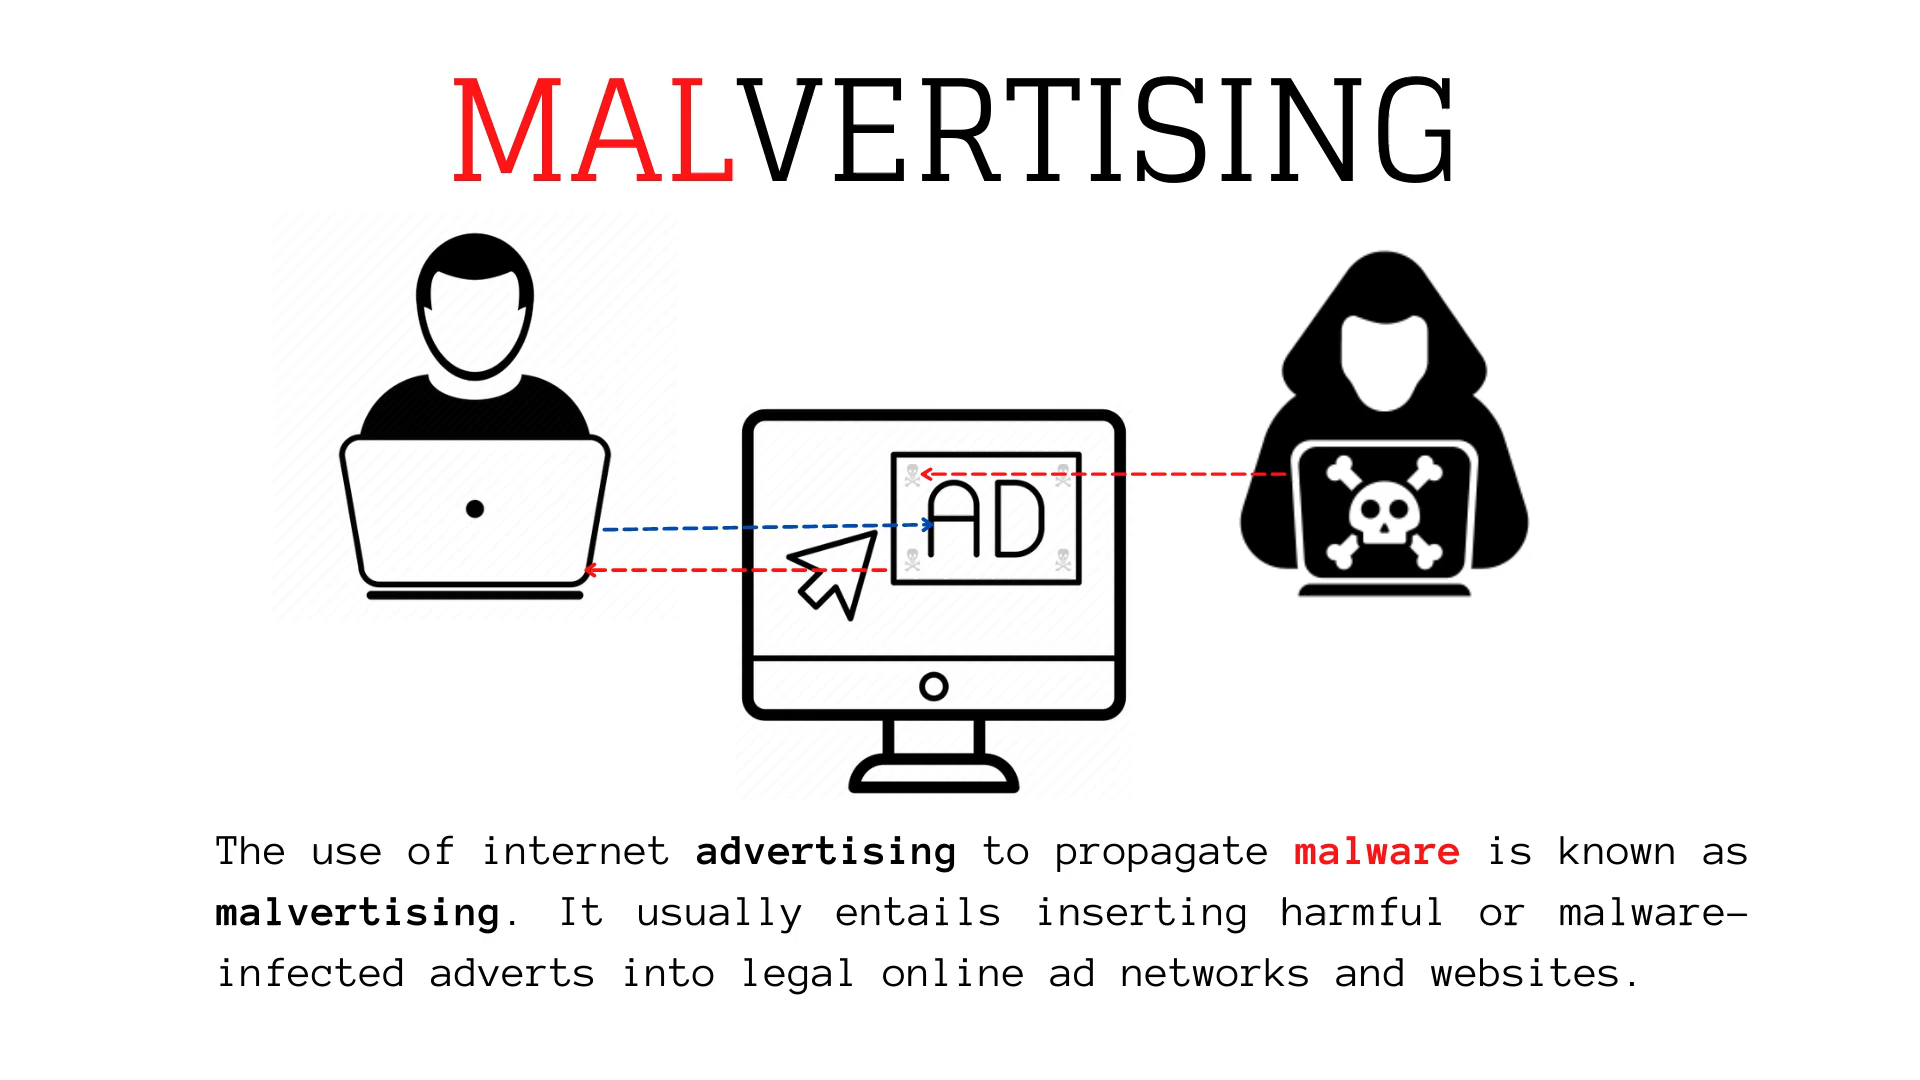 MALVERTISING
AD
The use of internet advertising to propagate malware is known as
malvertising. It usually entails inserting harmful or malware-
infected adverts into legal online ad networks and websites.